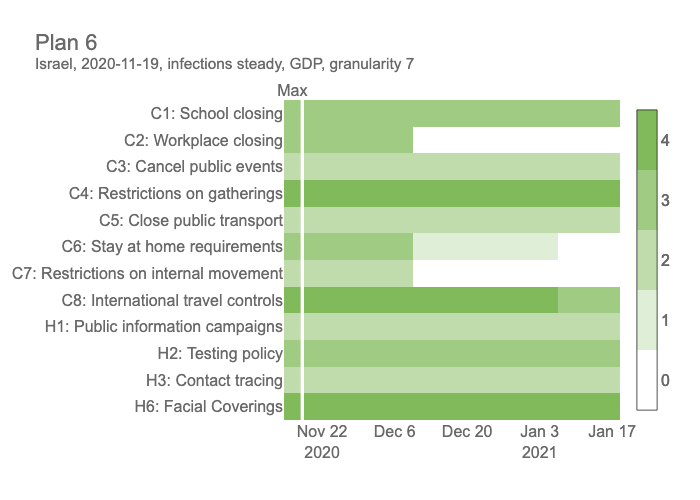 Plan 6
Israel, 2020-11-19, infections steady, GDP, granularity 7
Max
C1: School closing
C2: Workplace closing
C3: Cancel public events
C4: Restrictions on gatherings
C5: Close public transport
C6: Stay at home requirements
C7: Restrictions on internal movement
C8: International travel controls
H1: Public information campaigns
H2: Testing policy
H3: Contact tracing
H6: Facial Coverings
4
3
2
1
0
Nov 22 Dec 6 Dec 20 Jan 3 Jan 17
2020 2021